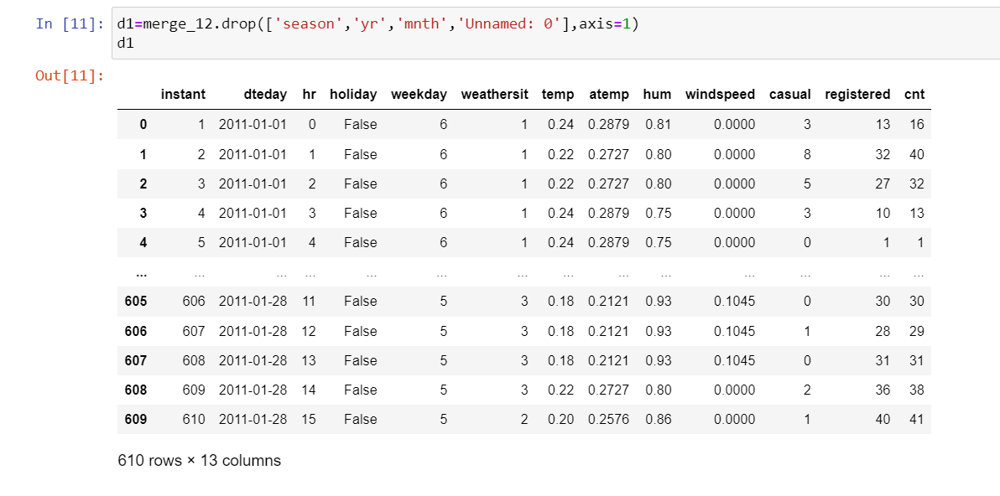 In [11]: d1=merge_12.drop(['season','yr','mnth','Unnamed: 0'],axis=1)
d1
Out[11]:
instant dteday hr holiday weekday weathersit temp atemp hum windspeed casual registered cnt
0 1 2011-01-01 0 False 6 1 0.24 0.2879 0.81 0.0000 3 13 16
1 2 2011-01-01 1 False 6 1 0.22 0.2727 0.80 0.0000 8 32 40
2 3 2011-01-01 2 False 6 1 0.22 0.2727 0.80 0.0000 5 27 32
3 4 2011-01-01 3 False 6 1 0.24 0.2879 0.75 0.0000 3 10 13
4 5 2011-01-01 4 False 6 1 0.24 0.2879 0.75 0.0000 0 1 1
... ... ... ... ... ... ... ... ... ... ... ... ... ...
605 606 2011-01-28 11 False 5 3 0.18 0.2121 0.93 0.1045 0 30 30
606 607 2011-01-28 12 False 5 3 0.18 0.2121 0.93 0.1045 1 28 29
607 608 2011-01-28 13 False 5 3 0.18 0.2121 0.93 0.1045 0 31 31
608 609 2011-01-28 14 False 5 3 0.22 0.2727 0.80 0.0000 2 36 38
609 610 2011-01-28 15 False 5 2 0.20 0.2576 0.86 0.0000 1 40 41
610 rows × 13 columns